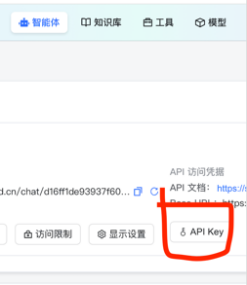 智能体 知识库 工具 模型
API 访问凭据
d.cn/chat/d16ff1de93937f60... API 文档： https://
Base URL： https:
访问限制 显示设置 API Key